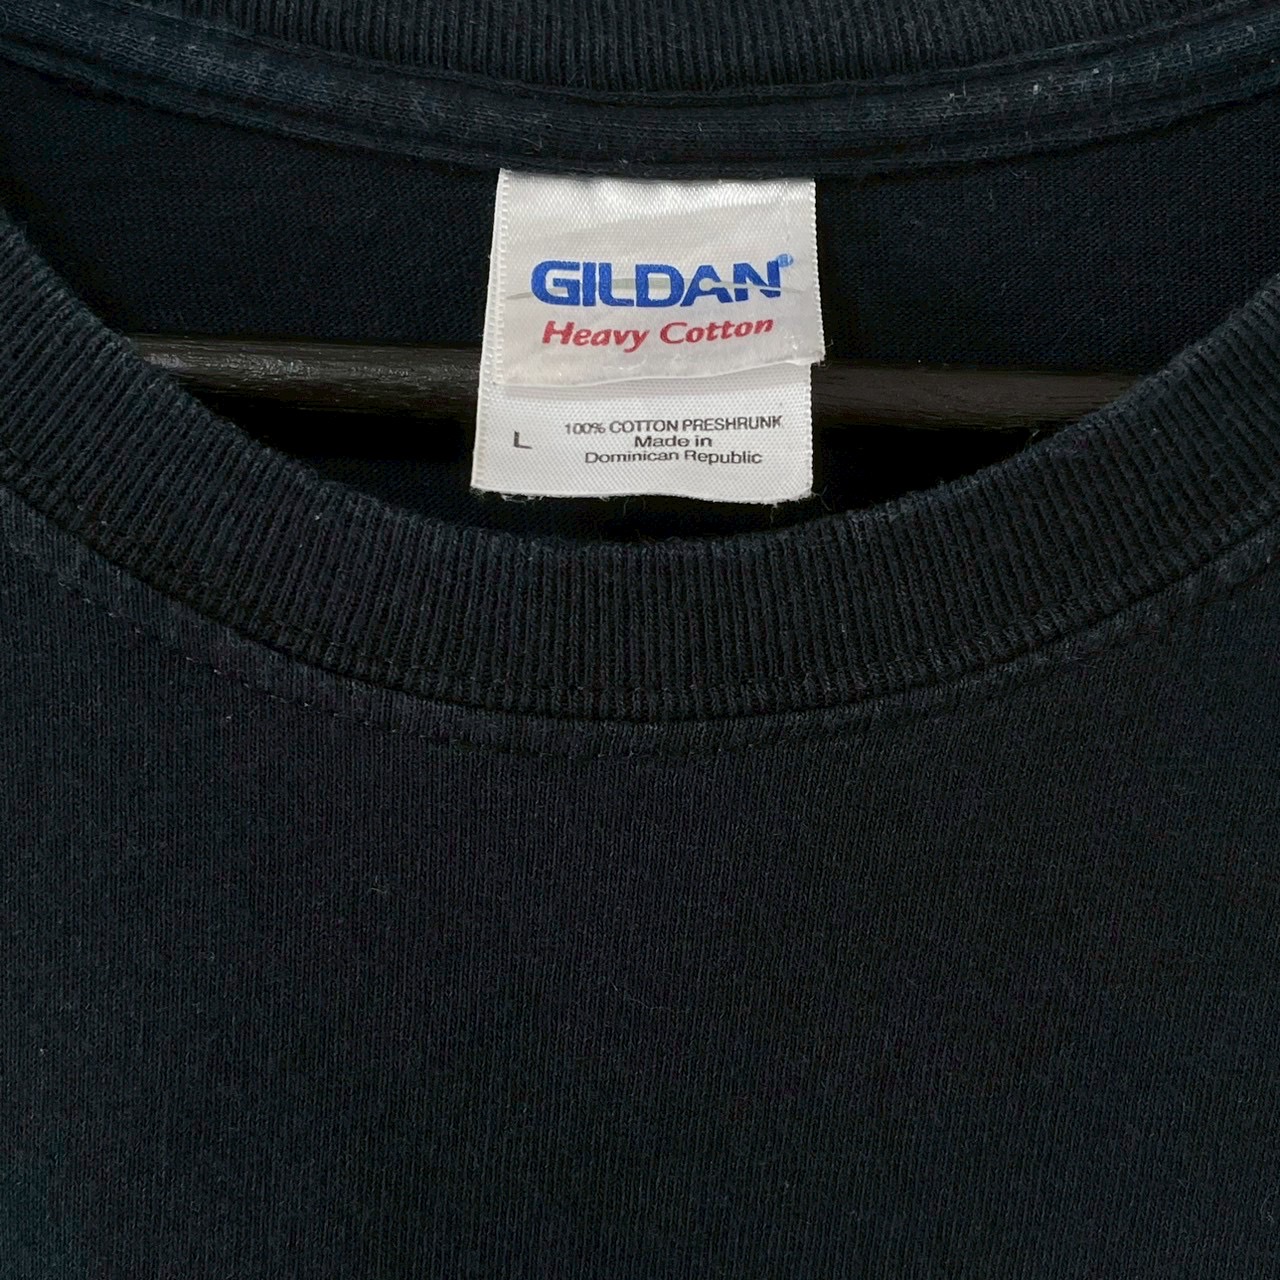 GILDAN®
Heavy Cotton
100% COTTON PRESHRUNK
L Made in
Dominican Republic